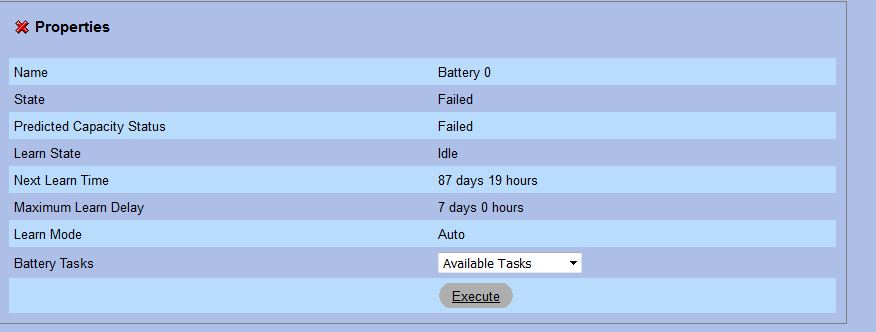 Properties
Name Battery 0
State Failed
Predicted Capacity Status Failed
Learn State Idle
Next Learn Time 87 days 19 hours
Maximum Learn Delay 7 days 0 hours
Learn Mode Auto
Battery Tasks Available Tasks
Execute